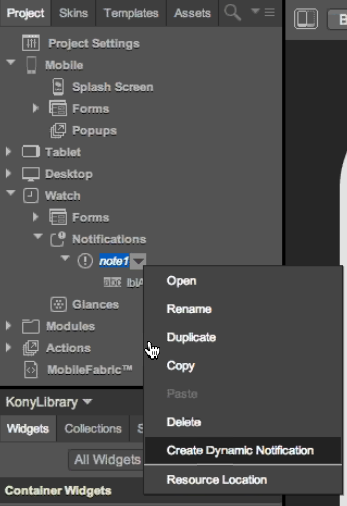 Project Skins Templates Assets
Project Settings
Mobile
Splash Screen
Forms
Popups
Tablet
Desktop
Watch
Forms
Notifications
note1
abc lblA
Glances
Modules
Actions
MobileFabric™
Open
Rename
Duplicate
Copy
Paste
Delete
Create Dynamic Notification
Resource Location
KonyLibrary
Widgets Collections S
All Widgets
Container Widgets
B